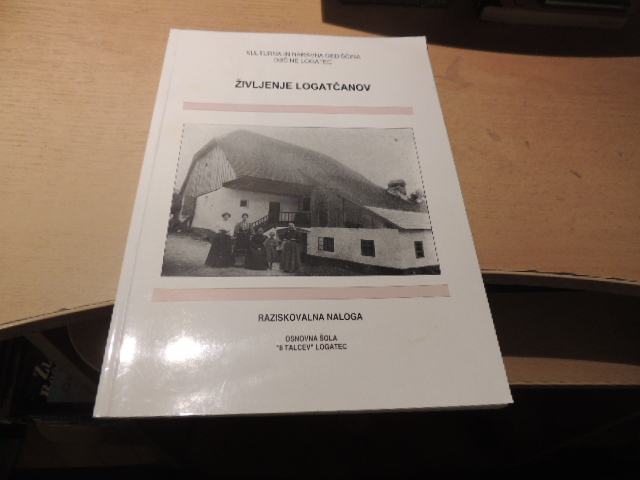 KULTURNA IN NARAVNA DEDIŠČINA
OBČINE LOGATEC
ŽIVLJENJE LOGATČANOV
RAZISKOVALNA NALOGA
OSNOVNA ŠOLA
"8 TALCEV" LOGATEC